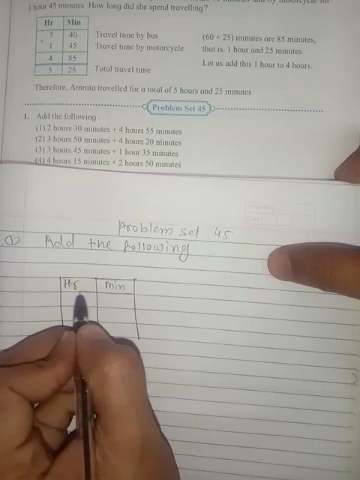 1 hour 45 minutes. How long did she spend travelling?
Hr Min
3 40 Travel time by bus
+ 1 45 Travel time by motorcycle
4 85
5 25 Total travel time
(60 + 25) minutes are 85 minutes,
that is, 1 hour and 25 minutes.
Let us add this 1 hour to 4 hours.
Therefore, Amruta travelled for a total of 5 hours and 25 minutes.
Problem Set 45
1. Add the following
(1) 2 hours 30 minutes + 4 hours 55 minutes
(2) 3 hours 50 minutes + 4 hours 20 minutes
(3) 3 hours 45 minutes + 1 hour 35 minutes
(4) 4 hours 15 minutes + 2 hours 50 minutes
Problem set 45
(1) Add the following
Hr min